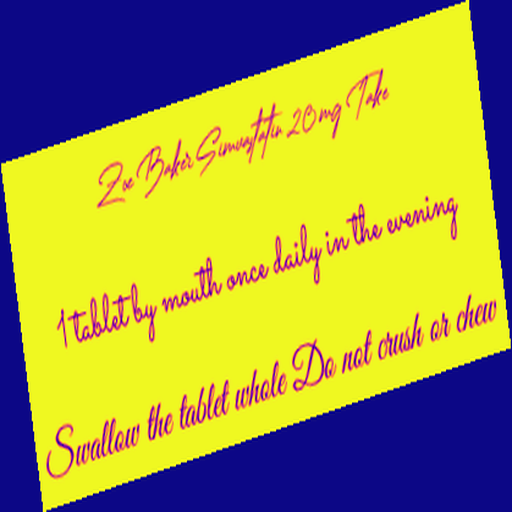 Zoe Baker Simvastatin 20 mg Take
1 tablet by mouth once daily in the evening
Swallow the tablet whole Do not crush or chew